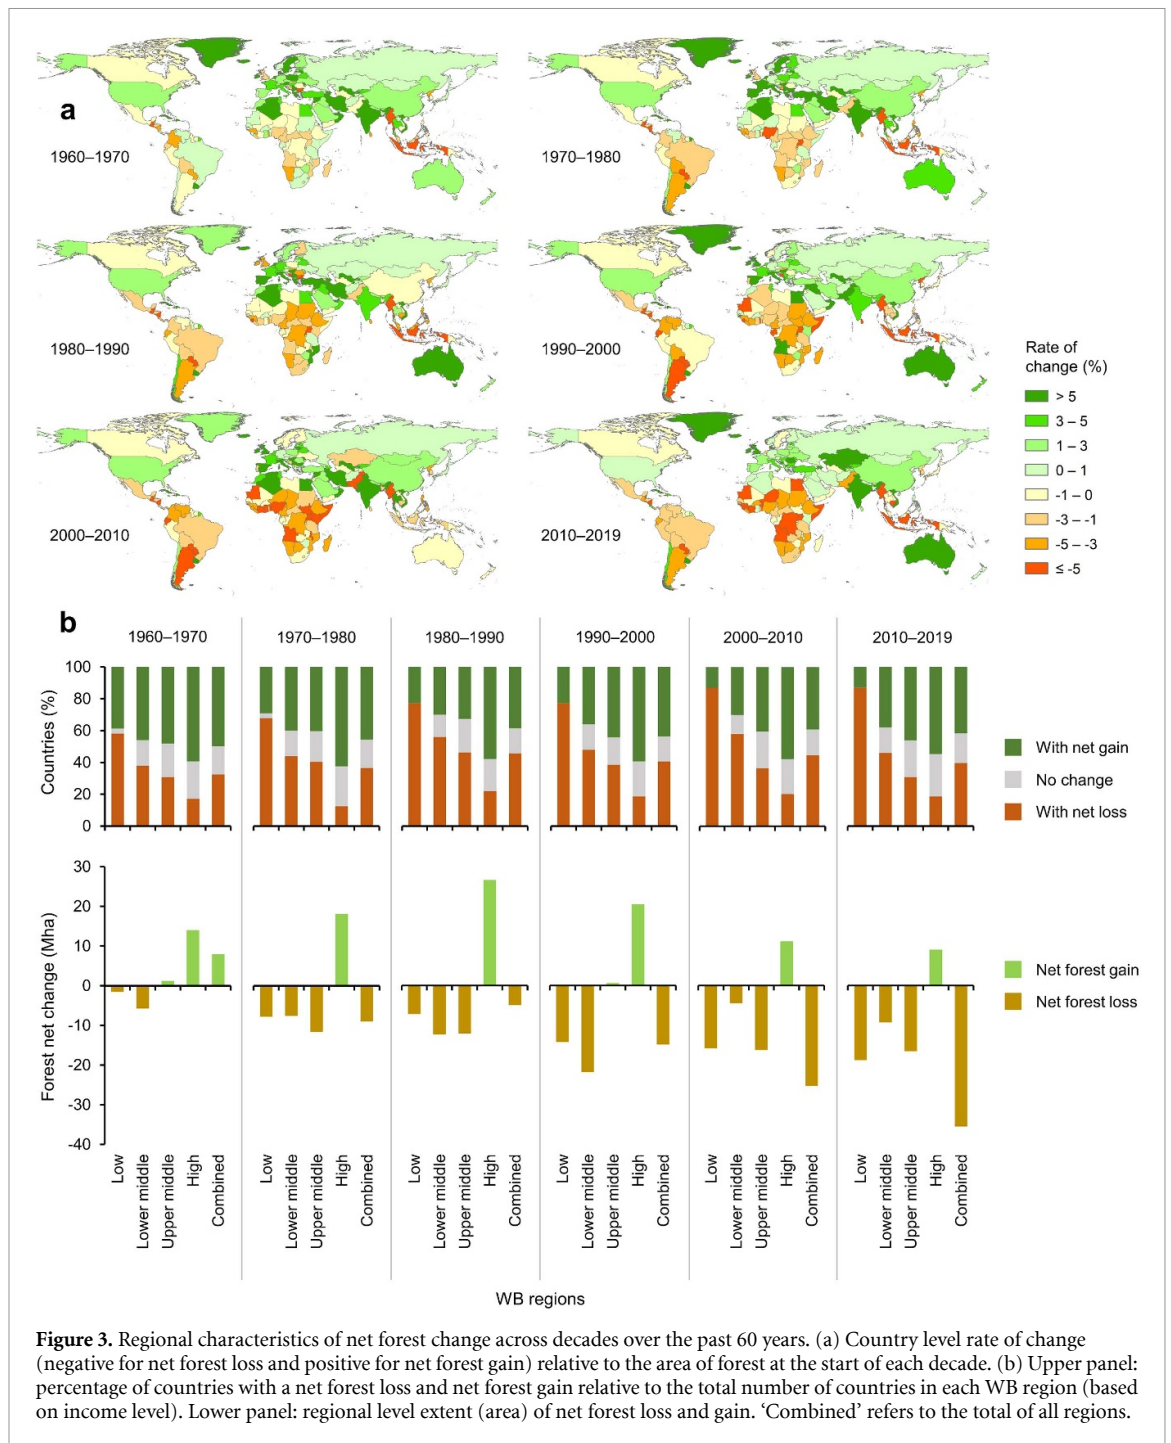 a
1960–1970
1970–1980
1980–1990
1990–2000
2000–2010
2010–2019
Rate of
change (%)
> 5
3 – 5
1 – 3
0 – 1
-1 – 0
-3 – -1
-5 – -3
≤ -5
b
1960–1970 1970–1980 1980–1990 1990–2000 2000–2010 2010–2019
Countries (%)
100
80
60
40
20
0
With net gain
No change
With net loss
Forest net change (Mha)
30
20
10
0
-10
-20
-30
-40
Net forest gain
Net forest loss
Low Lower middle Upper middle High Combined Low Lower middle Upper middle High Combined Low Lower middle Upper middle High Combined Low Lower middle Upper middle High Combined Low Lower middle Upper middle High Combined Low Lower middle Upper middle High Combined
WB regions
Figure 3. Regional characteristics of net forest change across decades over the past 60 years. (a) Country level rate of change
(negative for net forest loss and positive for net forest gain) relative to the area of forest at the start of each decade. (b) Upper panel:
percentage of countries with a net forest loss and net forest gain relative to the total number of countries in each WB region (based
on income level). Lower panel: regional level extent (area) of net forest loss and gain. ‘Combined’ refers to the total of all regions.